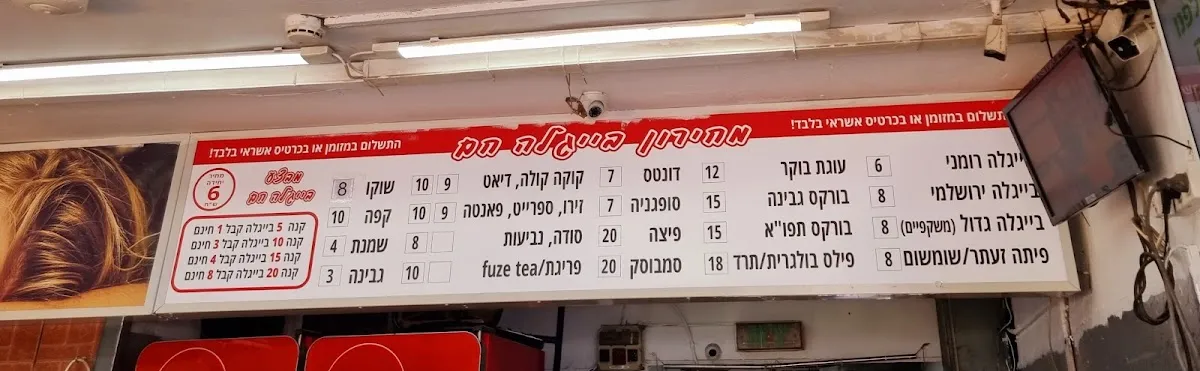 תשלום במזומן או בכרטיס אשראי בלבד!
מחירון בייגלה חם
התשלום במזומן או בכרטיס אשראי בלבד!
בייגלה רומני 6
בייגלה ירושלמי 8
בייגלה גדול (משקפיים) 8
פיתה זעתר/שומשום 8
עוגת בוקר 12
בורקס גבינה 15
בורקס תפו"א 15
פילס בולגרית/תרד 18
דונטס 7
סופגניה 7
פיצה 20
סמבוסק 20
קוקה קולה, דיאט 9 10
זירו, ספרייט, פאנטה 9 10
סודה, נביעות 8
פריגת/fuze tea 10
שוקו 8
קפה 10
שמנת 4
גבינה 3
מבצע
בייגלה חם
מחיר
יחידה
6
ש"ח
קנה 5 בייגלה קבל 1 חינם
קנה 10 בייגלה קבל 3 חינם
קנה 15 בייגלה קבל 4 חינם
קנה 20 בייגלה קבל 8 חינם